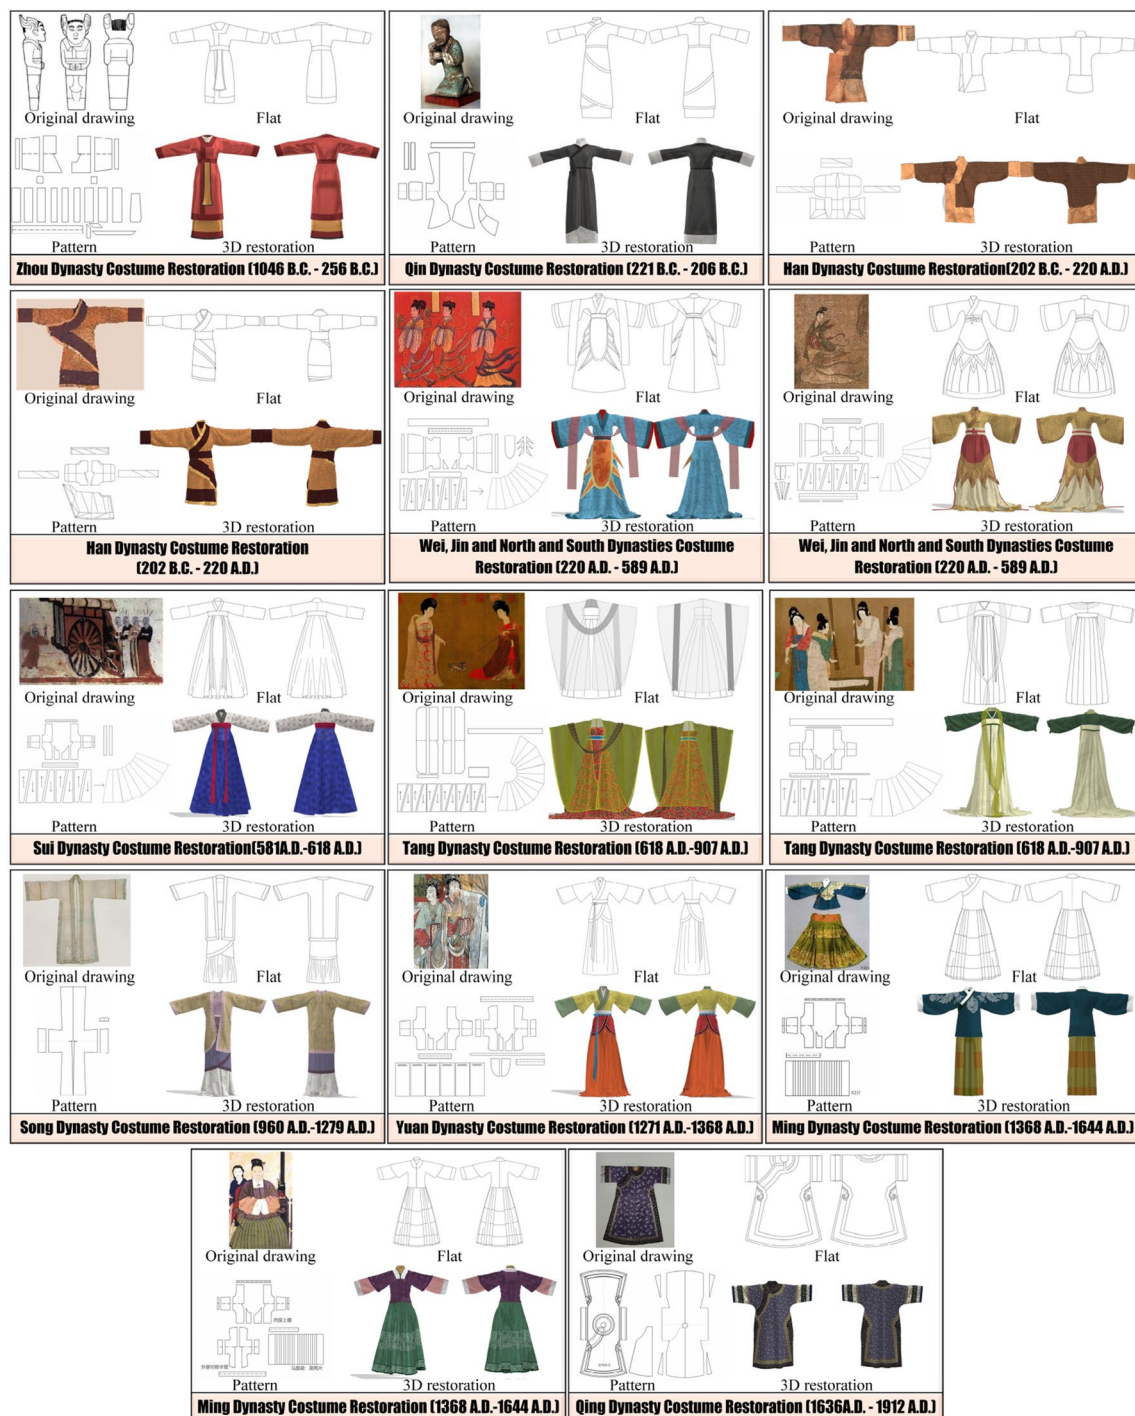 Original drawing
Flat
Pattern
3D restoration
Zhou Dynasty Costume Restoration (1046 B.C. - 256 B.C.)
Original drawing
Flat
Pattern
3D restoration
Qin Dynasty Costume Restoration (221 B.C. - 206 B.C.)
Original drawing
Flat
Pattern
3D restoration
Han Dynasty Costume Restoration(202 B.C. - 220 A.D.)
Original drawing
Flat
Pattern
3D restoration
Han Dynasty Costume Restoration
(202 B.C. - 220 A.D.)
Original drawing
Flat
Pattern
3D restoration
Wei, Jin and North and South Dynasties Costume
Restoration (220 A.D. - 589 A.D.)
Original drawing
Flat
Pattern
3D restoration
Wei, Jin and North and South Dynasties Costume
Restoration (220 A.D. - 589 A.D.)
Original drawing
Flat
Pattern
3D restoration
Sui Dynasty Costume Restoration(581A.D.-618 A.D.)
Original drawing
Flat
Pattern
3D restoration
Tang Dynasty Costume Restoration (618 A.D.-907 A.D.)
Original drawing
Flat
Pattern
3D restoration
Tang Dynasty Costume Restoration (618 A.D.-907 A.D.)
Original drawing
Flat
Pattern
3D restoration
Song Dynasty Costume Restoration (960 A.D.-1279 A.D.)
Original drawing
Flat
Pattern
3D restoration
Yuan Dynasty Costume Restoration (1271 A.D.-1368 A.D.)
Original drawing
Flat
Pattern
3D restoration
Ming Dynasty Costume Restoration (1368 A.D.-1644 A.D.)
Original drawing
Flat
Pattern
3D restoration
Ming Dynasty Costume Restoration (1368 A.D.-1644 A.D.)
Original drawing
Flat
Pattern
3D restoration
Qing Dynasty Costume Restoration (1636A.D. - 1912 A.D.)